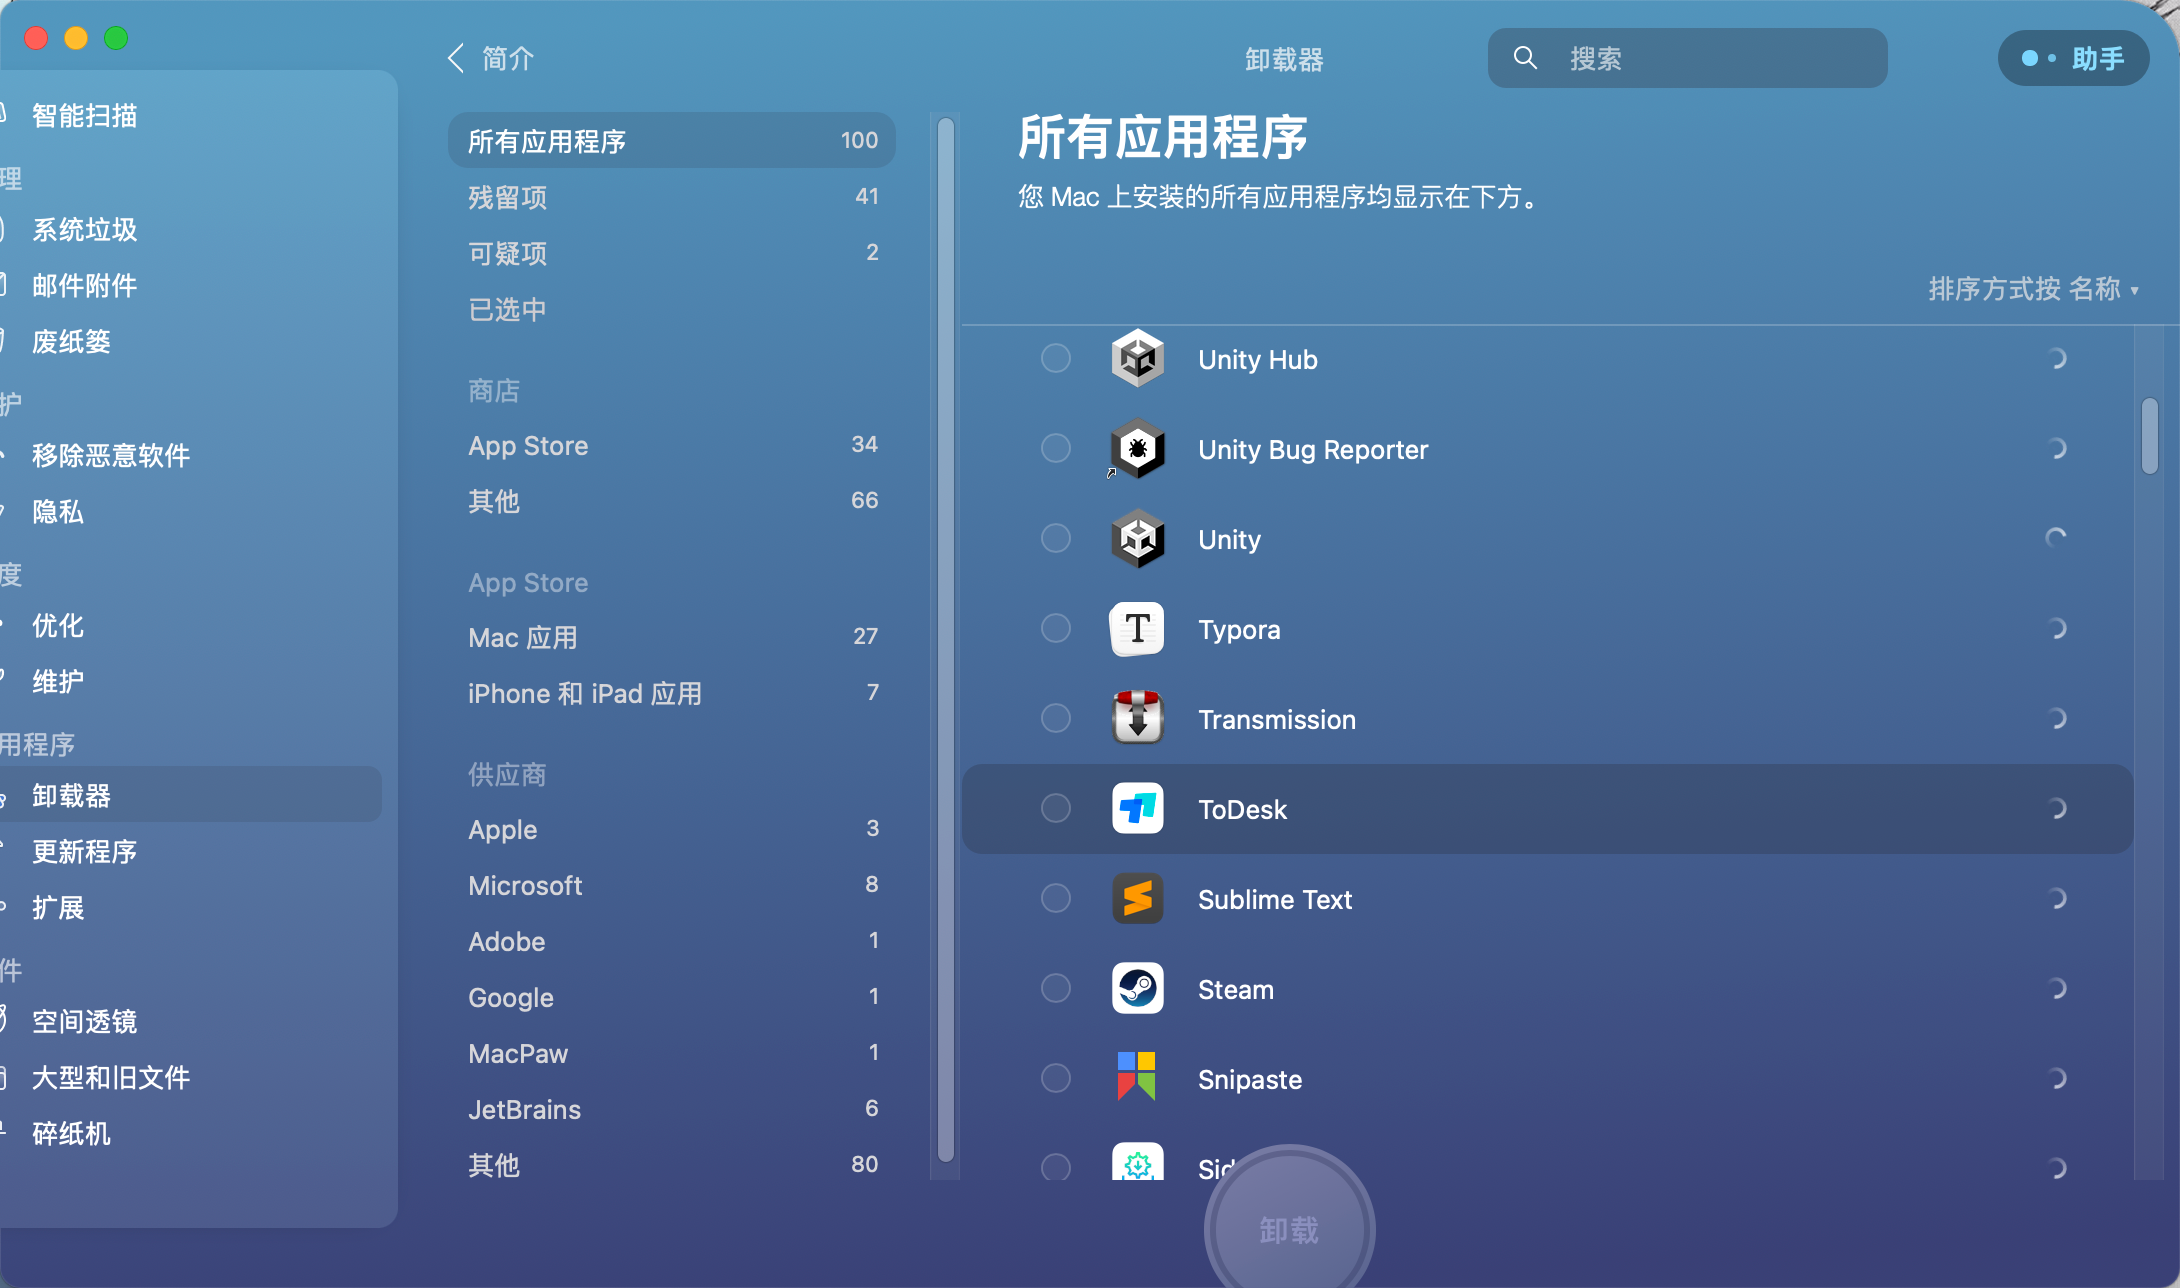 简介
卸载器
搜索
助手
智能扫描
理
系统垃圾
邮件附件
废纸篓
护
移除恶意软件
隐私
度
优化
维护
用程序
卸载器
更新程序
扩展
件
空间透镜
大型和旧文件
碎纸机
所有应用程序 100
残留项 41
可疑项 2
已选中
商店
App Store 34
其他 66
App Store
Mac 应用 27
iPhone 和 iPad 应用 7
供应商
Apple 3
Microsoft 8
Adobe 1
Google 1
MacPaw 1
JetBrains 6
其他 80
所有应用程序
您 Mac 上安装的所有应用程序均显示在下方。
排序方式按 名称
Unity Hub
Unity Bug Reporter
Unity
Typora
Transmission
ToDesk
Sublime Text
Steam
Snipaste
卸载